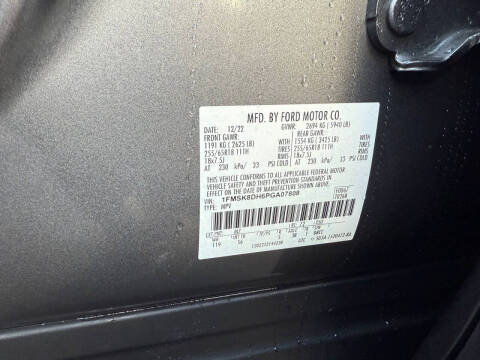 MFD. BY FORD MOTOR CO.
DATE: 12/22 GVWR: 2694 KG ( 5940 LB)
FRONT GAWR: REAR GAWR:
1191 KG ( 2625 LB) WITH 1554 KG ( 3425 LB) WITH
255/65R18 111H TIRES 255/65R18 111H TIRES
18x7.5J RIMS 18x7.5J RIMS
AT 230 kPa/ 33 PSI COLD AT 230 kPa/ 33 PSI COLD
THIS VEHICLE CONFORMS TO ALL APPLICABLE FEDERAL MOTOR
VEHICLE SAFETY AND THEFT PREVENTION STANDARDS IN
EFFECT ON THE DATE OF MANUFACTURE SHOWN ABOVE.
VIN: 1FMSK8DH6PGA07808
TYPE: MPV